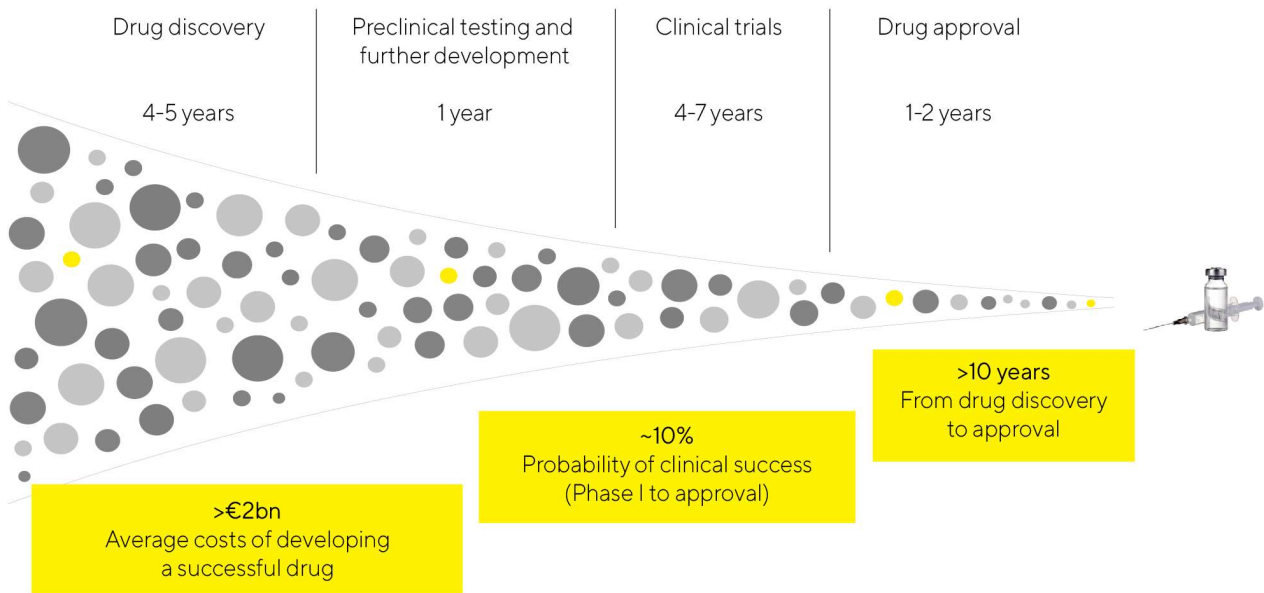 Drug discovery
4-5 years
Preclinical testing and
further development
1 year
Clinical trials
4-7 years
Drug approval
1-2 years
>10 years
From drug discovery
to approval
~10%
Probability of clinical success
(Phase I to approval)
>€2bn
Average costs of developing
a successful drug